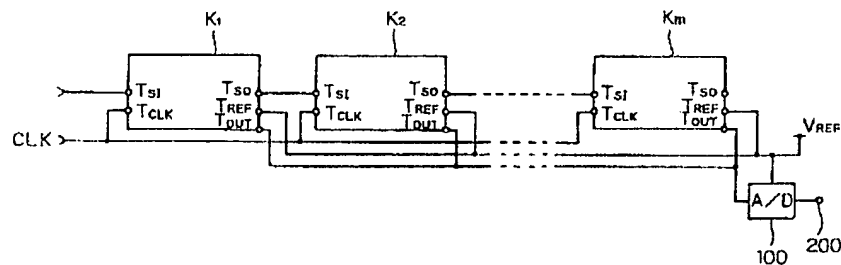 K1 K2 Km
TSI TSO TSI TSO TSI TSO
TCLK TREF TCLK TREF TCLK TREF
TOUT TOUT TOUT
CLK VREF
A/D
100 200